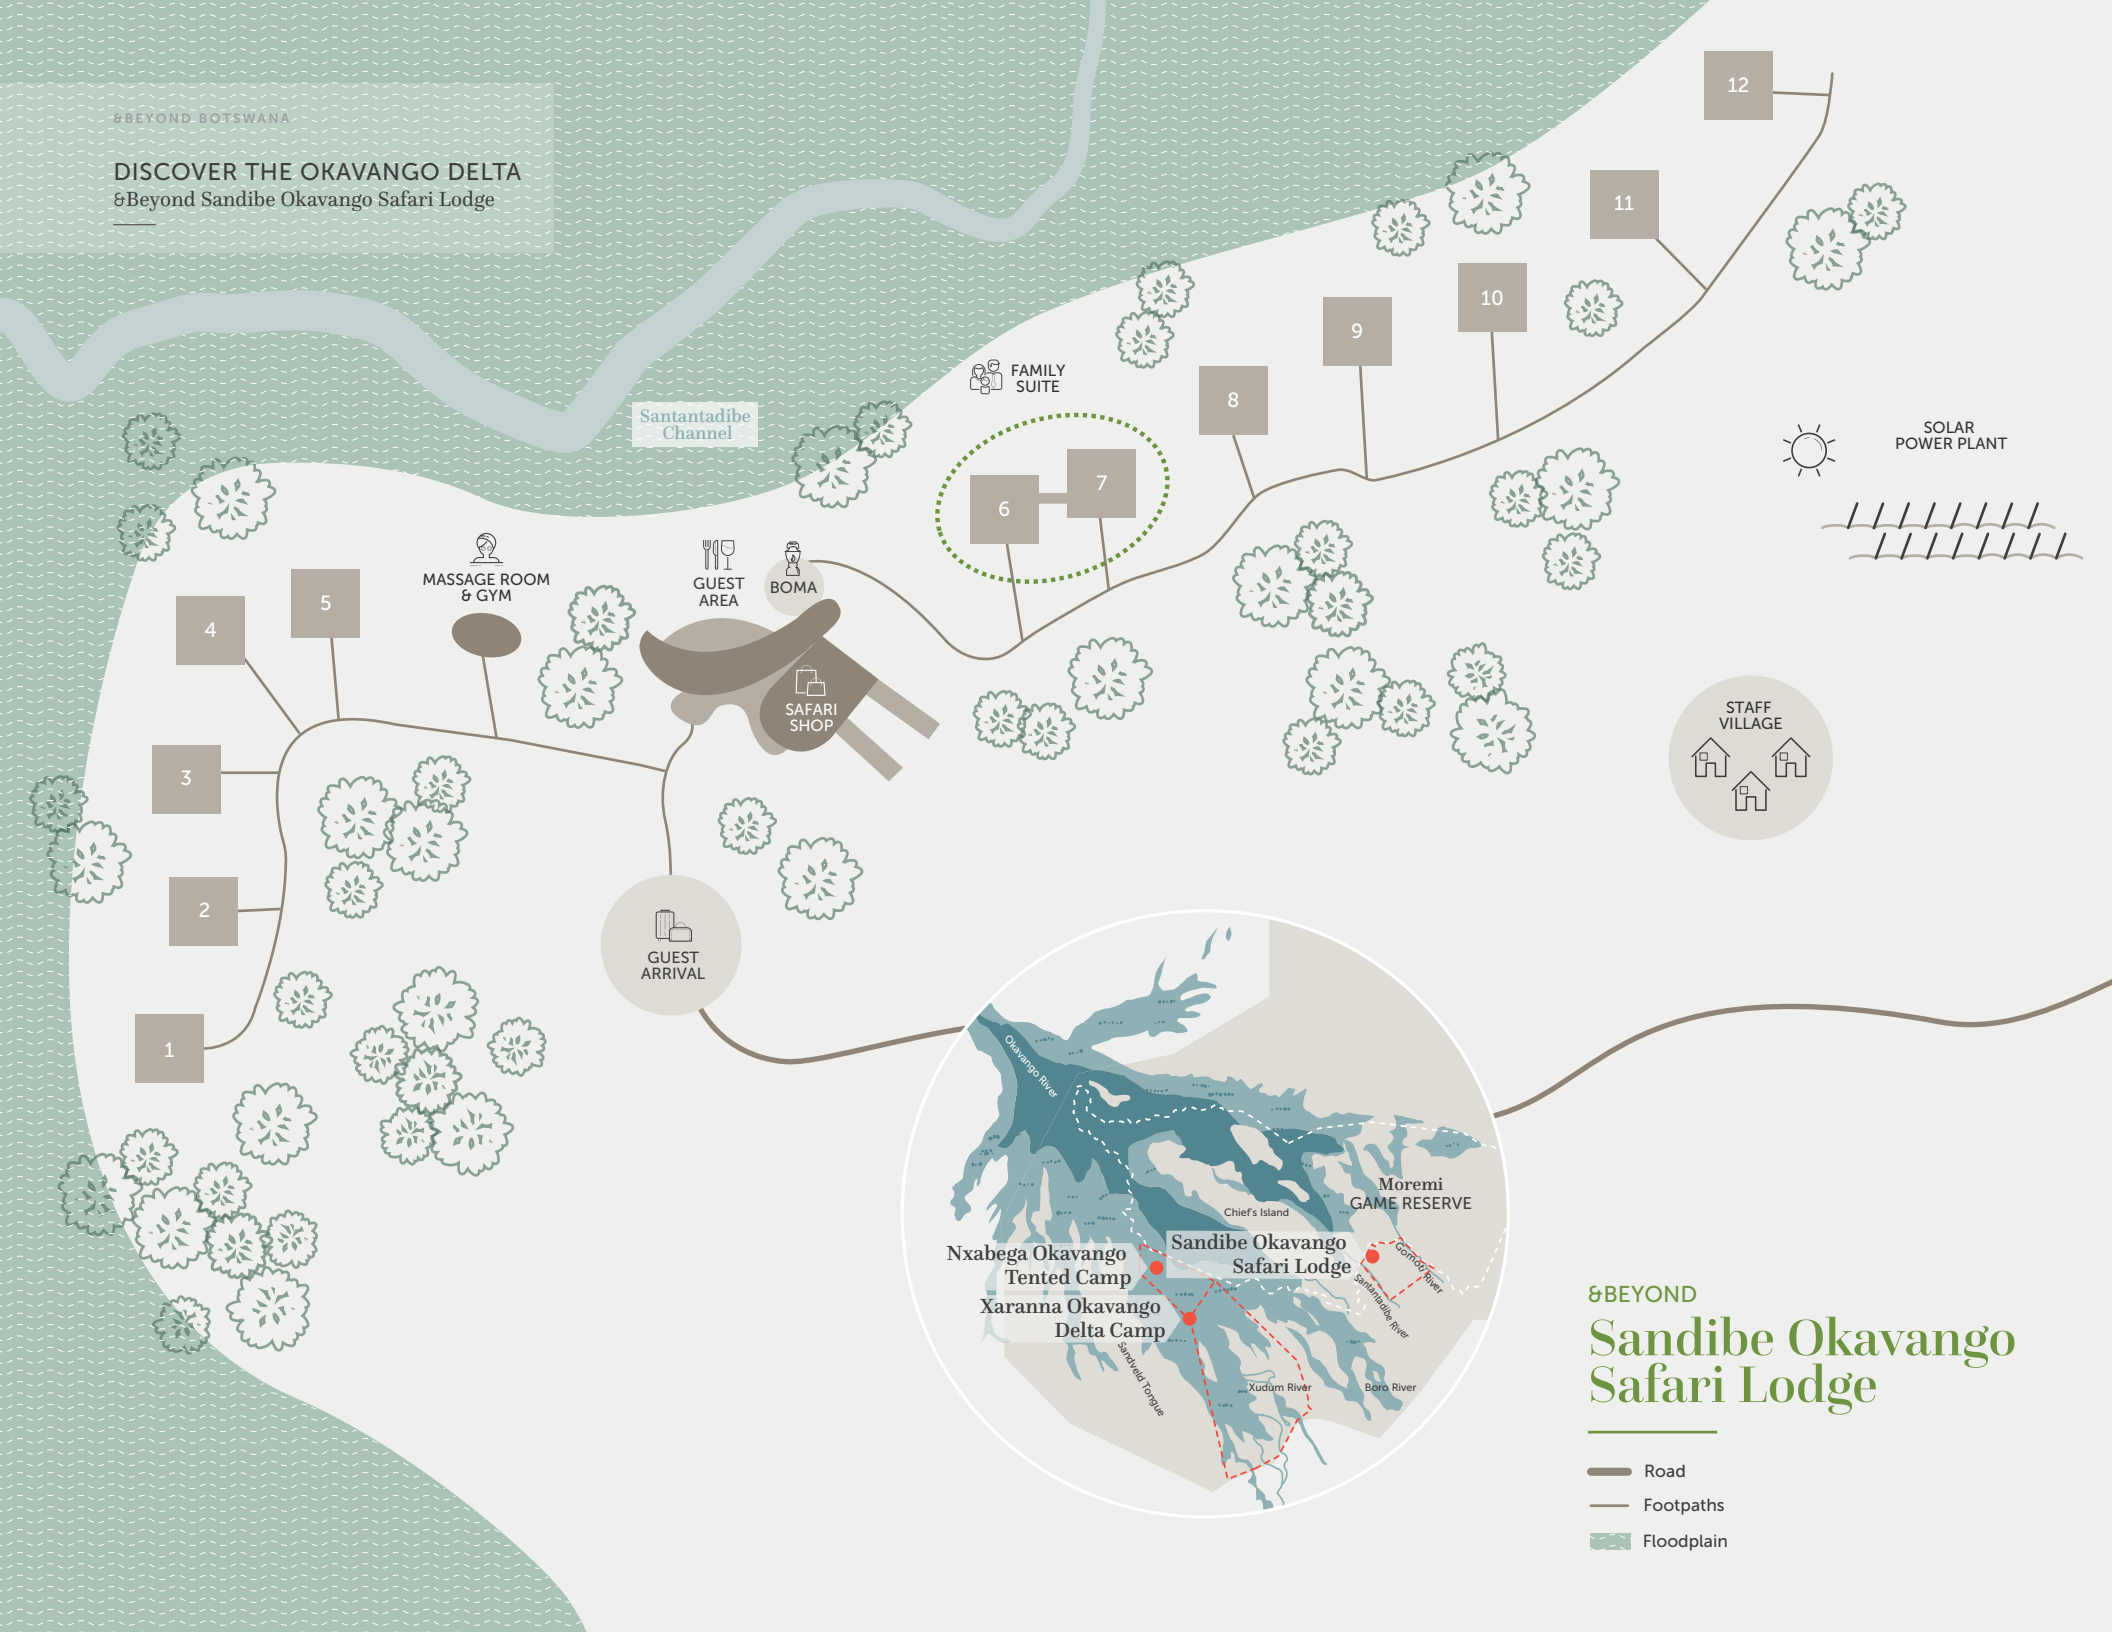 &BEYOND BOTSWANA
DISCOVER THE OKAVANGO DELTA
&Beyond Sandibe Okavango Safari Lodge
12
11
10
9
8
FAMILY
SUITE
7
6
Santantadibe
Channel
SOLAR
POWER PLANT
MASSAGE ROOM
& GYM
GUEST
AREA
BOMA
5
4
3
2
1
SAFARI
SHOP
STAFF
VILLAGE
GUEST
ARRIVAL
Okavango River
Moremi
GAME RESERVE
Chief's Island
Sandibe Okavango
Safari Lodge
Nxabega Okavango
Tented Camp
Xaranna Okavango
Delta Camp
Gomoti River
Santantadibe River
Sandveld Tongue
Xudum River
Boro River
&BEYOND
Sandibe Okavango
Safari Lodge
Road
Footpaths
Floodplain